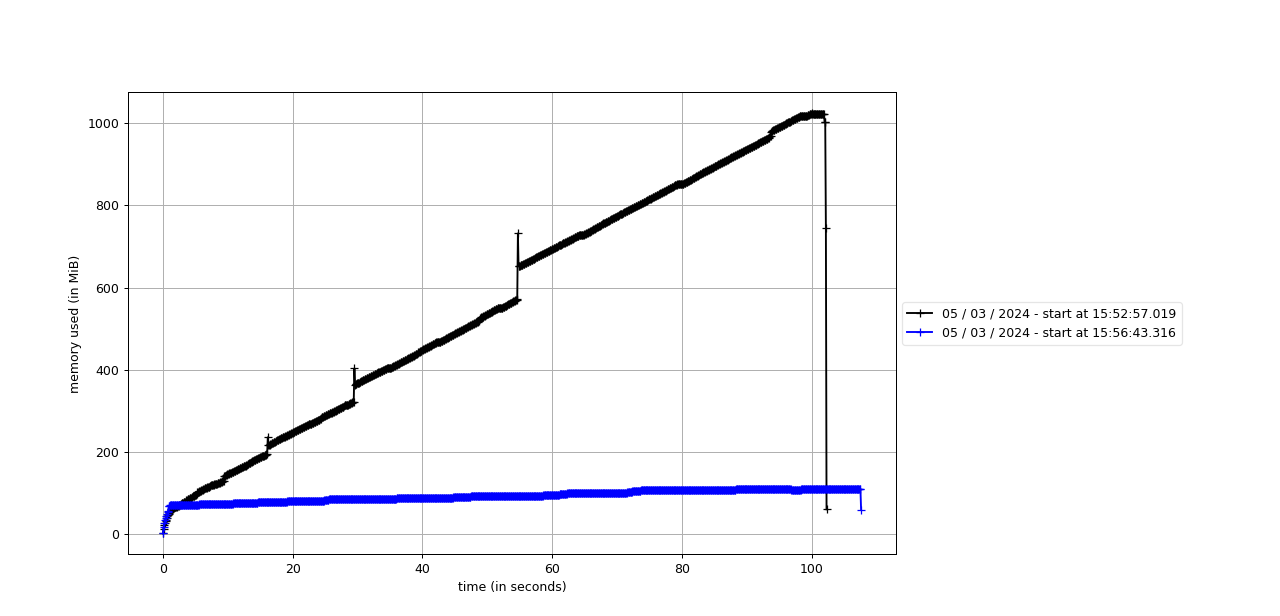 1000
800
600
400
200
0
memory used (in MiB)
0 20 40 60 80 100
time (in seconds)
05 / 03 / 2024 - start at 15:52:57.019
05 / 03 / 2024 - start at 15:56:43.316